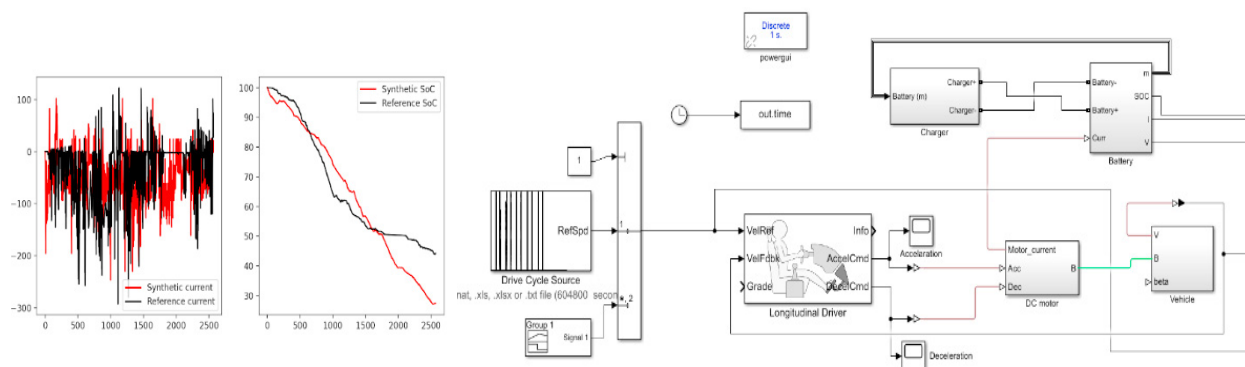 100
0
−100
−200
−300
Synthetic current
Reference current
0 500 1000 1500 2000 2500
100
90
80
70
60
50
40
30
Synthetic SoC
Reference SoC
0 500 1000 1500 2000 2500
Discrete
1 s.
powergui
out.time
1
RefSpd
Drive Cycle Source
nat, .xls, .xlsx or .txt file (604800 secon
Group 1
Signal 1
1
2
VelRef
VelFdbk
Grade
Info
AccelCmd
DecelCmd
Longitudinal Driver
Acceleration
Deceleration
Battery (m)
Charger+
Charger-
Charger
Battery-
Battery+
Curr
m
SOC
I
V
Bettery
Motor_current
Acc
Dec
B
DC motor
V
B
beta
Vehicle